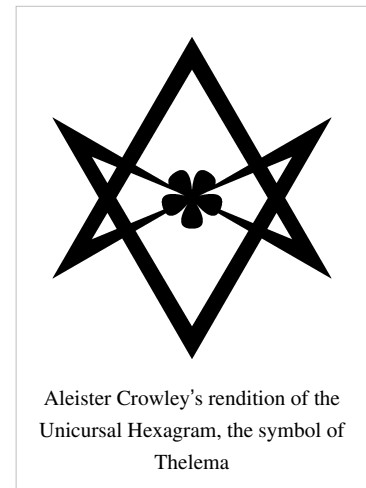 Aleister Crowley's rendition of the
Unicursal Hexagram, the symbol of
Thelema